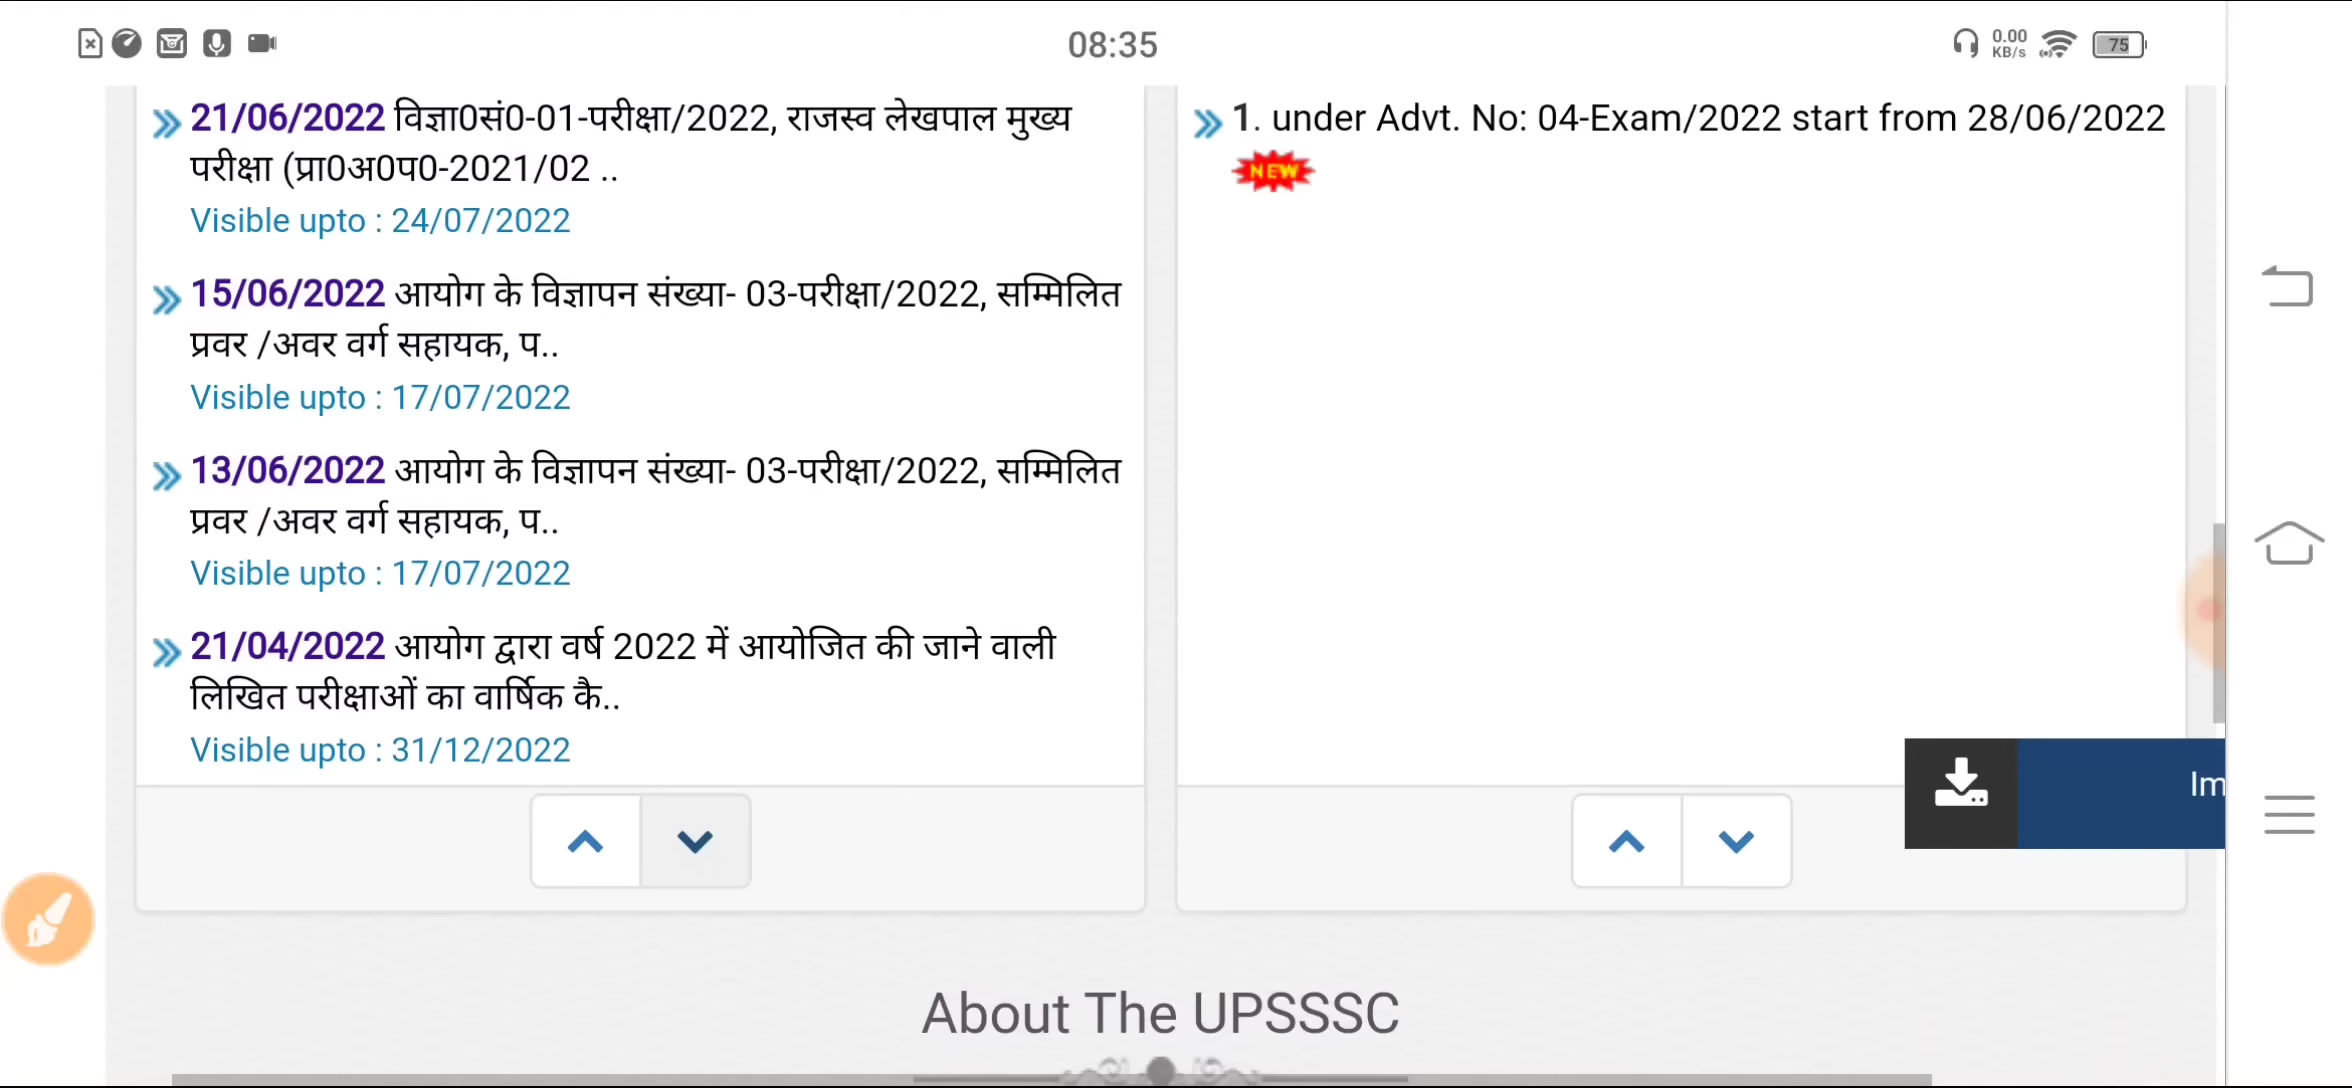 08:35
0.00
KB/s
75
21/06/2022 विज्ञा0सं0-01-परीक्षा/2022, राजस्व लेखपाल मुख्य
परीक्षा (प्रा0अ0प0-2021/02 ..
Visible upto : 24/07/2022
15/06/2022 आयोग के विज्ञापन संख्या- 03-परीक्षा/2022, सम्मिलित
प्रवर /अवर वर्ग सहायक, प..
Visible upto : 17/07/2022
13/06/2022 आयोग के विज्ञापन संख्या- 03-परीक्षा/2022, सम्मिलित
प्रवर /अवर वर्ग सहायक, प..
Visible upto : 17/07/2022
21/04/2022 आयोग द्वारा वर्ष 2022 में आयोजित की जाने वाली
लिखित परीक्षाओं का वार्षिक कै..
Visible upto : 31/12/2022
1. under Advt. No: 04-Exam/2022 start from 28/06/2022
NEW
Im
About The UPSSSC